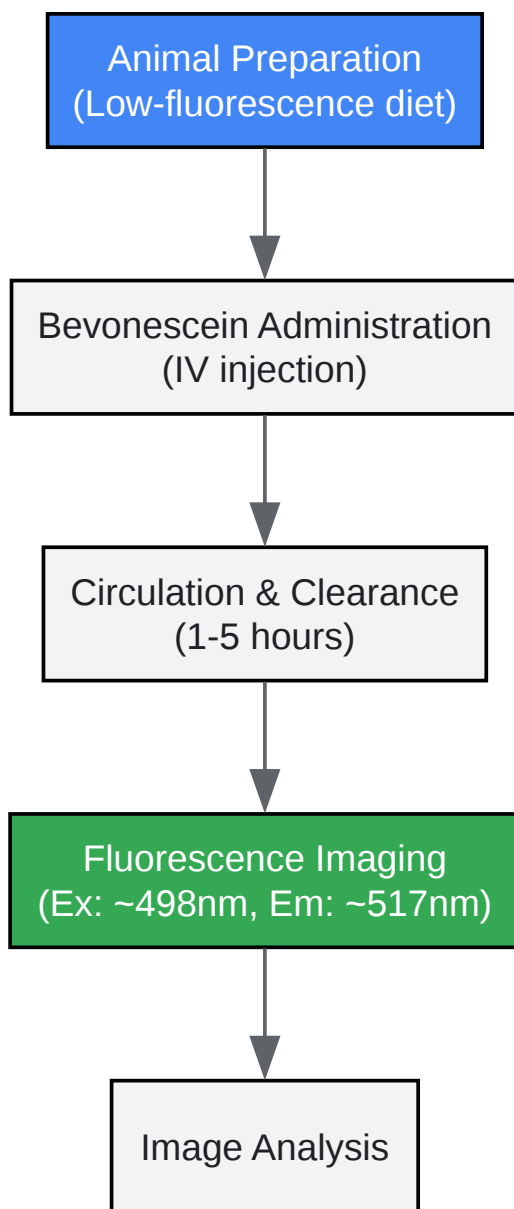 Animal Preparation
(Low-fluorescence diet)
Bevonescein Administration
(IV injection)
Circulation & Clearance
(1-5 hours)
Fluorescence Imaging
(Ex: ~498nm, Em: ~517nm)
Image Analysis